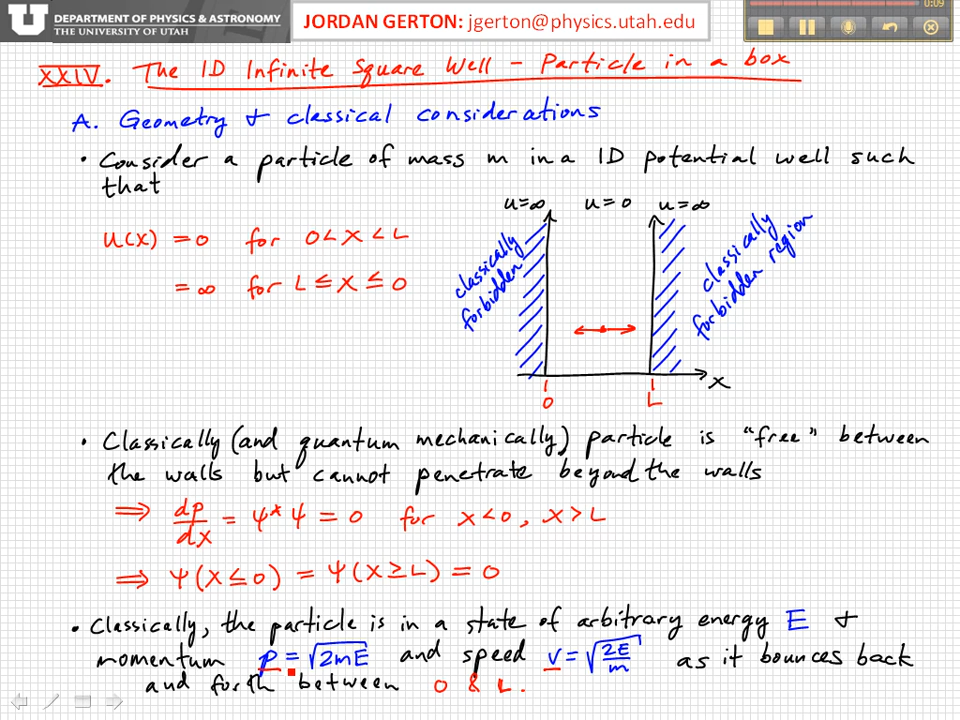 U DEPARTMENT OF PHYSICS & ASTRONOMY
THE UNIVERSITY OF UTAH
JORDAN GERTON: jgerton@physics.utah.edu
0:09
XXIV. The 1D Infinite Square Well - Particle in a box
A. Geometry & classical considerations
• Consider a particle of mass m in a 1D potential well such
that
u=∞ u=0 u=∞
U(x) = 0 for 0<x<L
= ∞ for L ≤ x ≤ 0
classically
forbidden
classically
forbidden region
x
0 L
• Classically (and quantum mechanically) particle is "free" between
the walls but cannot penetrate beyond the walls
⇒ dp/dx = ψ* ψ = 0 for x<0, x>L
⇒ ψ(x≤0) = ψ(x≥L) = 0
• Classically, the particle is in a state of arbitrary energy E &
momentum p = √2mE and speed v = √2E/m as it bounces back
and forth between 0 & L.